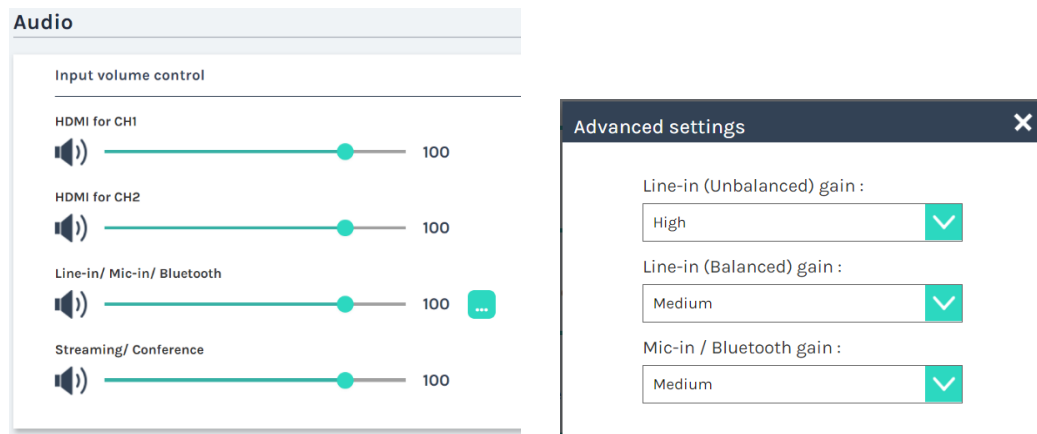 Audio
Input volume control
HDMI for CH1
100
HDMI for CH2
100
Line-in/ Mic-in/ Bluetooth
100 ...
Streaming/ Conference
100
Advanced settings
Line-in (Unbalanced) gain :
High
Line-in (Balanced) gain :
Medium
Mic-in / Bluetooth gain :
Medium